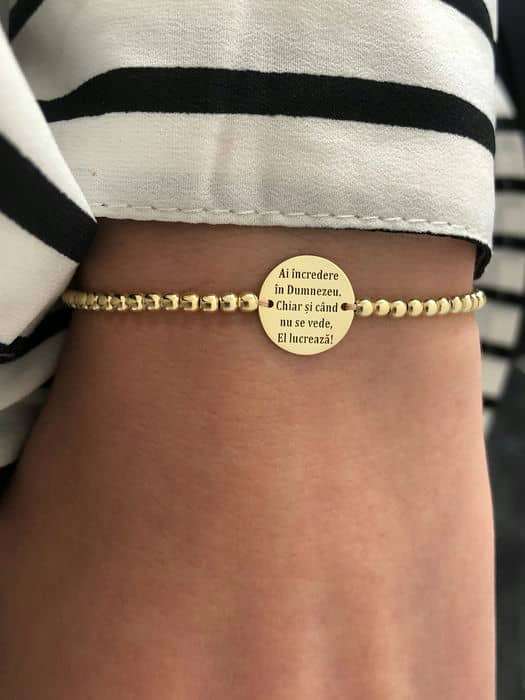 Ai încredere
în Dumnezeu.
Chiar și când
nu se vede,
El lucrează!